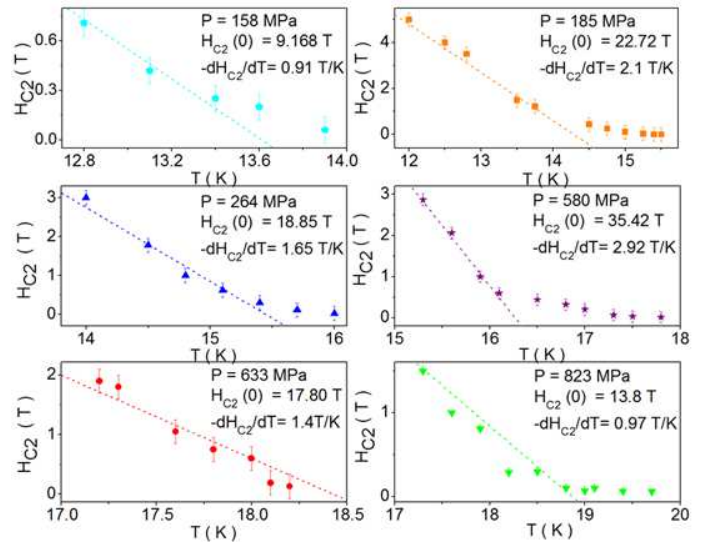 P = 158 MPa
H_C2 (0) = 9.168 T
-dH_C2/dT= 0.91 T/K
0.6
0.3
0.0
H_C2 ( T )
12.8 13.2 13.6 14.0
T ( K )
P = 185 MPa
H_C2 (0) = 22.72 T
-dH_C2/dT= 2.1 T/K
4
2
0
H_C2 ( T )
12 13 14 15
T ( K )
P = 264 MPa
H_C2 (0) = 18.85 T
-dH_C2/dT= 1.65 T/K
3
2
1
0
H_C2 ( T )
14 15 16
T ( K )
P = 580 MPa
H_C2 (0) = 35.42 T
-dH_C2/dT= 2.92 T/K
3
2
1
0
H_C2 ( T )
15 16 17 18
T ( K )
P = 633 MPa
H_C2 (0) = 17.80 T
-dH_C2/dT= 1.4T/K
2
1
0
H_C2 ( T )
17.0 17.5 18.0 18.5
T ( K )
P = 823 MPa
H_C2 (0) = 13.8 T
-dH_C2/dT= 0.97 T/K
1
0
H_C2 ( T )
17 18 19 20
T ( K )